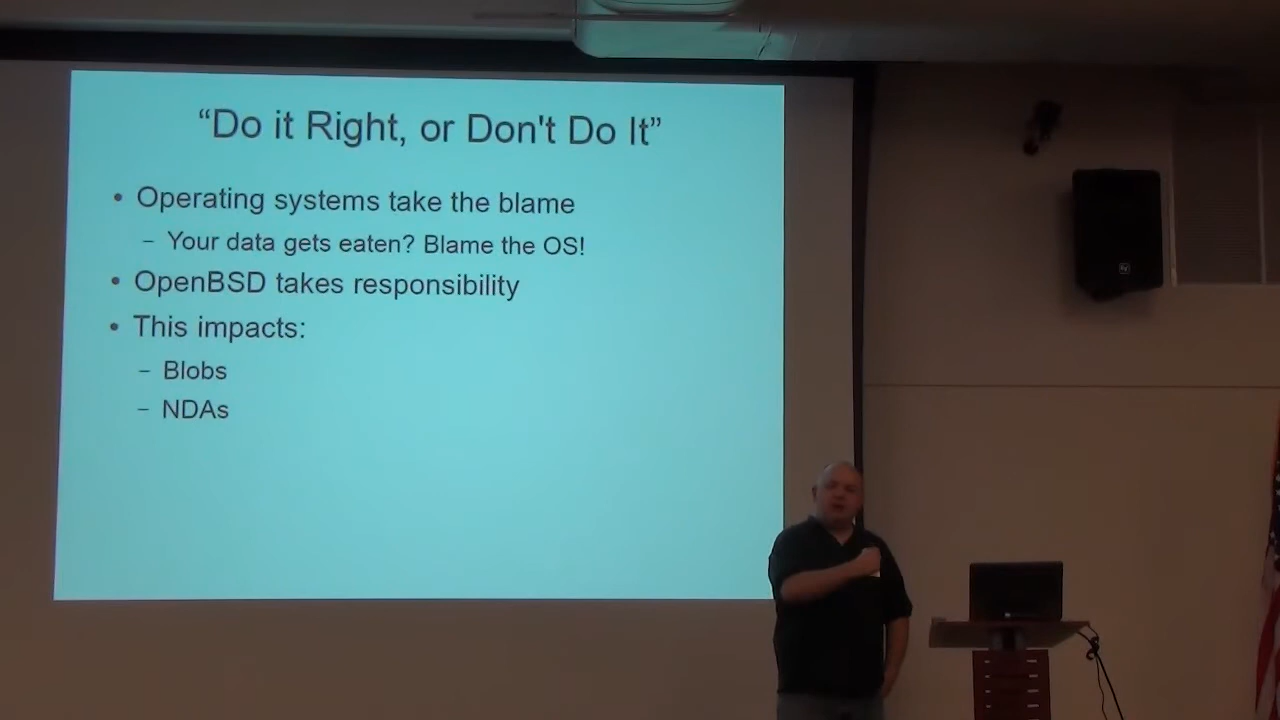 “Do it Right, or Don't Do It”
• Operating systems take the blame
– Your data gets eaten? Blame the OS!
• OpenBSD takes responsibility
• This impacts:
– Blobs
– NDAs